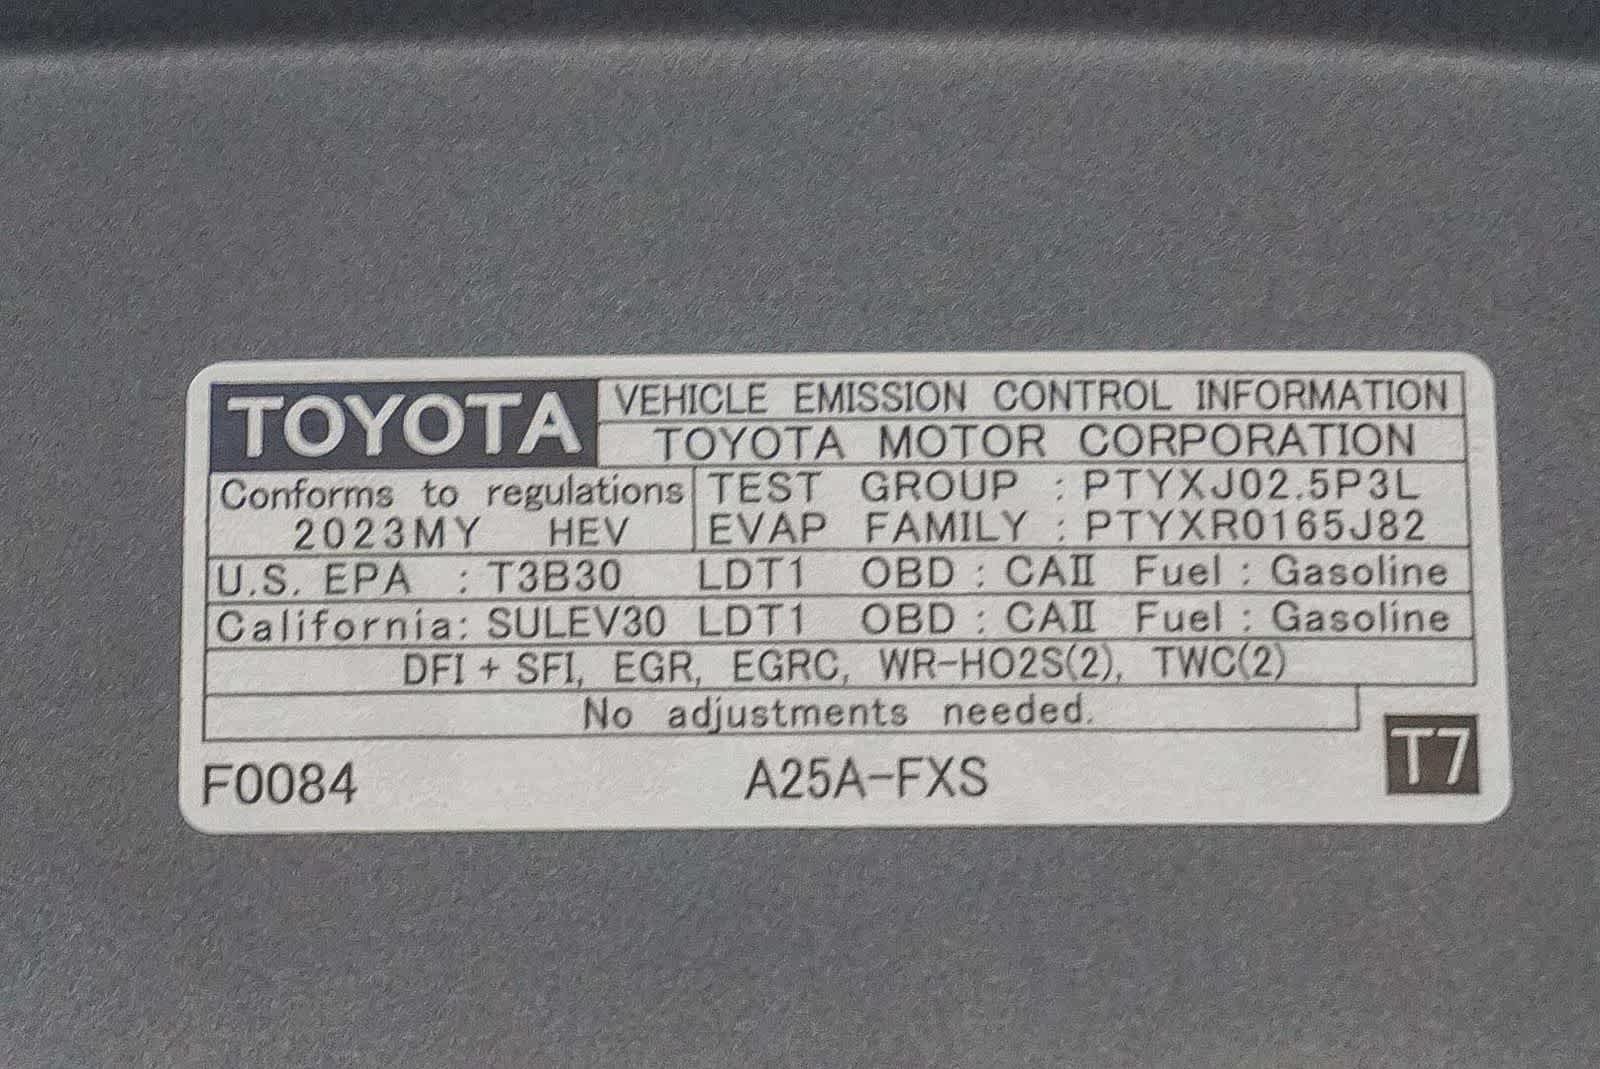 TOYOTA VEHICLE EMISSION CONTROL INFORMATION
TOYOTA MOTOR CORPORATION
Conforms to regulations TEST GROUP : PTYXJ02.5P3L
2023MY HEV EVAP FAMILY : PTYXR0165J82
U.S. EPA : T3B30 LDT1 OBD : CAⅡ Fuel : Gasoline
California: SULEV30 LDT1 OBD : CAⅡ Fuel : Gasoline
DFI + SFI, EGR, EGRC, WR-HO2S(2), TWC(2)
No adjustments needed.
F0084 A25A-FXS T7